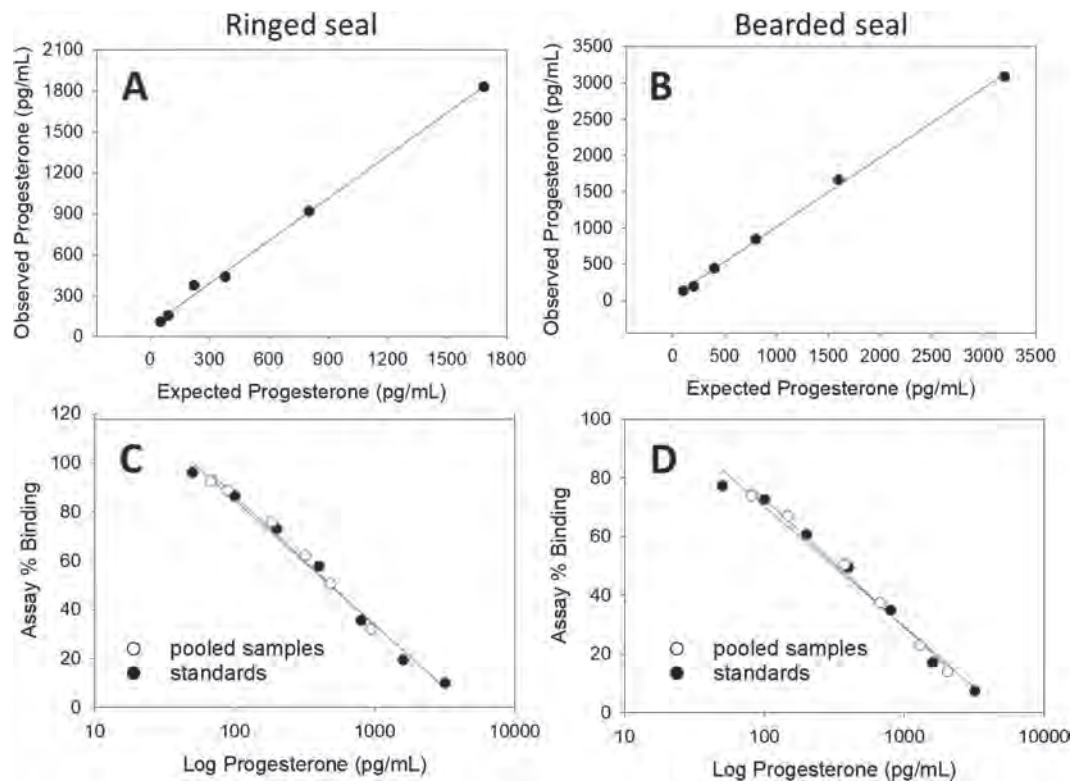 Ringed seal
Bearded seal
A
Observed Progesterone (pg/mL)
2100
1800
1500
1200
900
600
300
0
0 300 600 900 1200 1500 1800
Expected Progesterone (pg/mL)
B
Observed Progesterone (pg/mL)
3500
3000
2500
2000
1500
1000
500
0
0 500 1000 1500 2000 2500 3000 3500
Expected Progesterone (pg/mL)
C
Assay % Binding
120
100
80
60
40
20
0
pooled samples
standards
10 100 1000 10000
Log Progesterone (pg/mL)
D
Assay % Binding
100
80
60
40
20
0
pooled samples
standards
10 100 1000 10000
Log Progesterone (pg/mL)